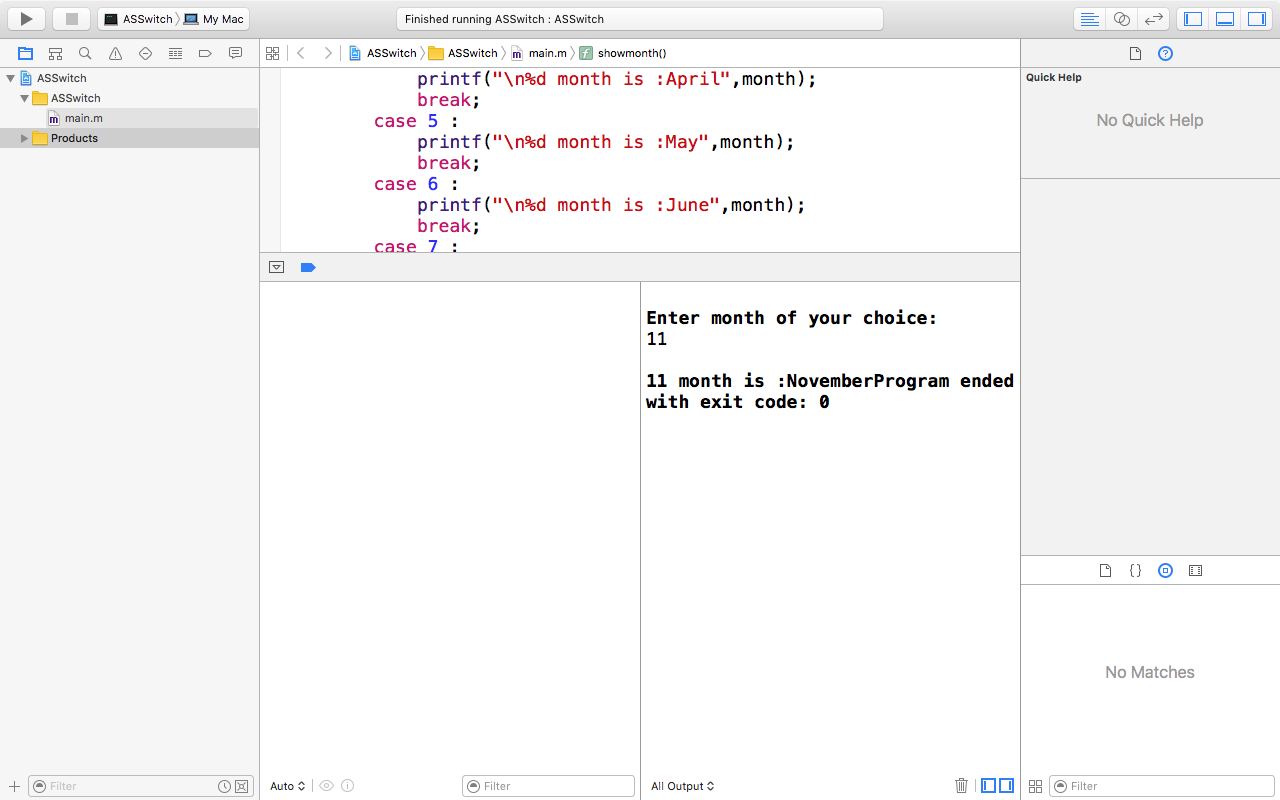 ASSwitch
My Mac
Finished running ASSwitch : ASSwitch
ASSwitch
ASSwitch
main.m
showmonth()
ASSwitch
ASSwitch
main.m
Products
printf("\n%d month is :April",month);
break;
case 5 :
printf("\n%d month is :May",month);
break;
case 6 :
printf("\n%d month is :June",month);
break;
case 7 :
Enter month of your choice:
11
11 month is :NovemberProgram ended
with exit code: 0
Quick Help
No Quick Help
No Matches
Filter
Auto
Filter
All Output
Filter